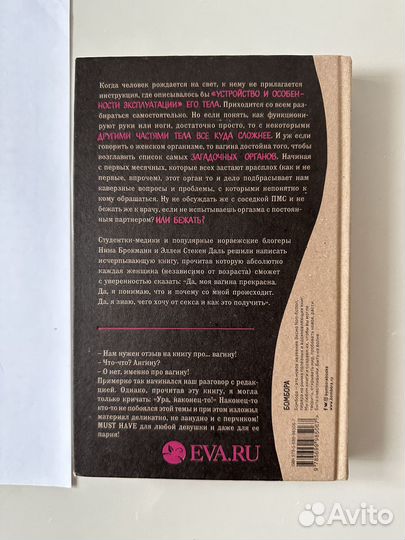 Когда человек рождается на свет, к нему не прилагается
инструкция, где описывалось бы «УСТРОЙСТВО И ОСОБЕН-
НОСТИ ЭКСПЛУАТАЦИИ» ЕГО ТЕЛА. Приходится со всем раз-
бираться самостоятельно. Но если понять, как функциони-
руют руки или ноги, достаточно просто, то с некоторыми
ДРУГИМИ ЧАСТЯМИ ТЕЛА ВСЕ КУДА СЛОЖНЕЕ. И уж если
говорить о женском организме, то вагина достойна того, чтобы
возглавить список самых ЗАГАДОЧНЫХ ОРГАНОВ. Начиная
с первых месячных, которые всех застают врасплох (как и не
первые, впрочем), этот орган то и дело подбрасывает нам
каверзные вопросы и проблемы, с которыми непонятно к
кому обращаться. Ну не обсуждать же с соседкой ПМС и не
бежать же к врачу, если не испытываешь оргазма с постоян-
ным партнером? ИЛИ БЕЖАТЬ?
Студентки-медики и популярные норвежские блогеры
Нина Брокманн и Эллен Стекен Даль решили написать
исчерпывающую книгу, прочитав которую абсолютно
каждая женщина (независимо от возраста) сможет
с уверенностью сказать: «Да, моя вагина прекрасна.
Да, я понимаю, что и почему со мной происходит.
Да, я знаю, чего хочу от секса и как это получить».
– Нам нужен отзыв на книгу про... вагину!
– Что-что? Ангину?
– О нет, именно про вагину!
Примерно так начинался наш разговор с редак-
цией. Однако, прочитав эту книгу, я могла
только кричать: «Ура, наконец-то!» Наконец-то
кто-то не побоялся этой темы и при этом изложил
материал деликатно, не занудно и с перчиком!
MUST HAVE для любой девушки и даже для ее
парня!
EVA.RU
БОМБОРА
Avito